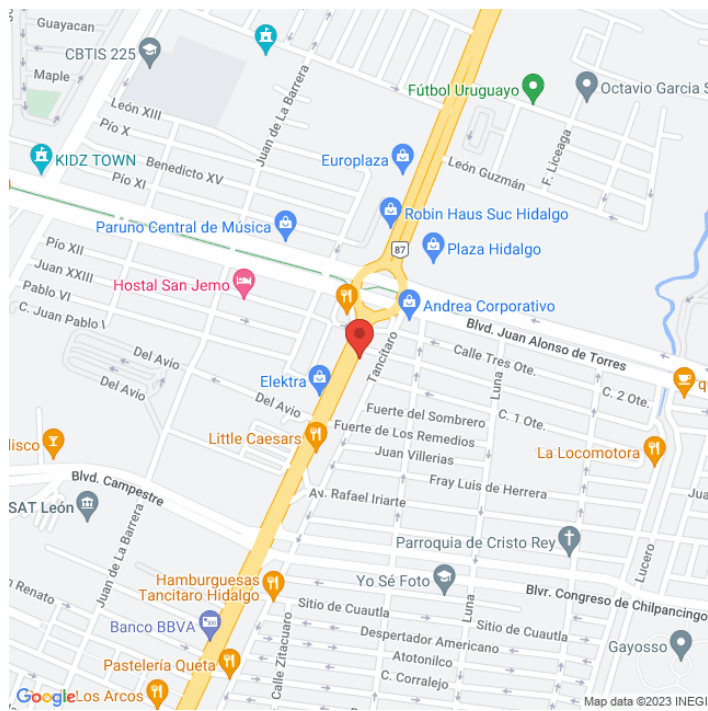 Guayacan
CBTIS 225
Maple
León XIII
Pío X
Juan de La Barrera
Benedicto XV
KIDZ TOWN
Pío XI
Fútbol Uruguayo
Octavio Garcia S
F. Liceaga
León Guzmán
Europlaza
Robin Haus Suc Hidalgo
87
Plaza Hidalgo
Paruno Central de Música
Pío XII
Juan XXIII
Hostal San Jemo
Pablo VI
C. Juan Pablo I
Andrea Corporativo
Blvd. Juan Alonso de Torres
Tancítaro
Calle Tres Ote.
Luna
C. 2 Ote.
C. 1 Ote.
Del Avio
Del Avio
Del Avio
Elektra
Fuerte del Sombrero
Little Caesars
Fuerte de Los Remedios
Juan Villerias
La Locomotora
Fray Luis de Herrera
Av. Rafael Iriarte
Jua
lisco
Blvd. Campestre
SAT León
Juan de La Barrera
Parroquia de Cristo Rey
Lucero
Hamburguesas
Tancitaro Hidalgo
Yo Sé Foto
Luna
Blvr. Congreso de Chilpancingo
n Renato
Sitio de Cuautla
Sitio de Cuautla
Banco BBVA
Calle Zitacuaro
Despertador Americano
Atotonilco
Gayosso
Pastelería Queta
C. Corralejo
Los Arcos
Google
Map data ©2023 INEGI